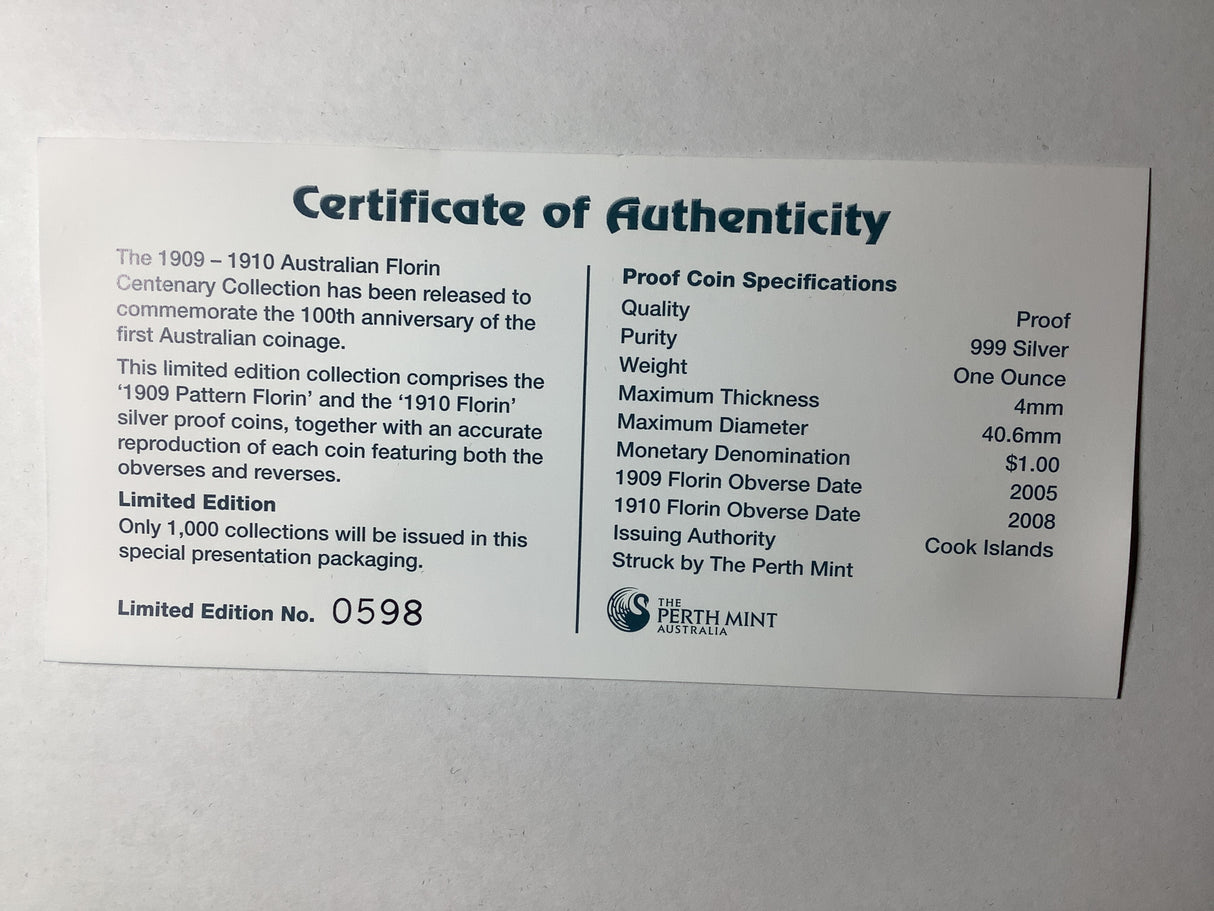 Certificate of Authenticity
The 1909 – 1910 Australian Florin
Centenary Collection has been released to
commemorate the 100th anniversary of the
first Australian coinage.
This limited edition collection comprises the
‘1909 Pattern Florin’ and the ‘1910 Florin’
silver proof coins, together with an accurate
reproduction of each coin featuring both the
obverses and reverses.
Limited Edition
Only 1,000 collections will be issued in this
special presentation packaging.
Limited Edition No. 0598
Proof Coin Specifications
Quality Proof
Purity 999 Silver
Weight One Ounce
Maximum Thickness 4mm
Maximum Diameter 40.6mm
Monetary Denomination $1.00
1909 Florin Obverse Date 2005
1910 Florin Obverse Date 2008
Issuing Authority Cook Islands
Struck by The Perth Mint
THE
PERTH MINT
AUSTRALIA